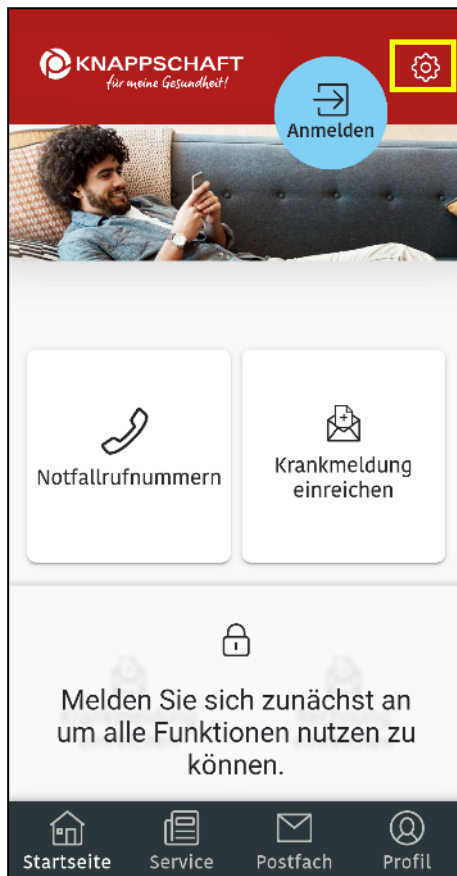 KNAPPSCHAFT
für meine Gesundheit!
Anmelden
Notfallrufnummern
Krankmeldung
einreichen
Melden Sie sich zunächst an
um alle Funktionen nutzen zu
können.
Startseite
Service
Postfach
Profil